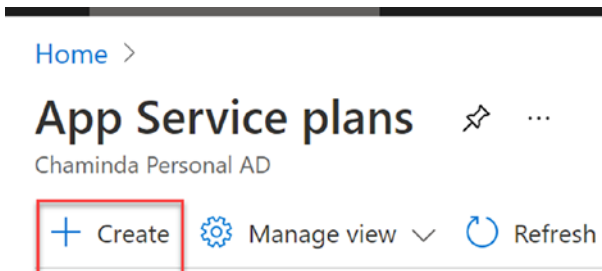 Home >
App Service plans ...
Chaminda Personal AD
+ Create Manage view Refresh